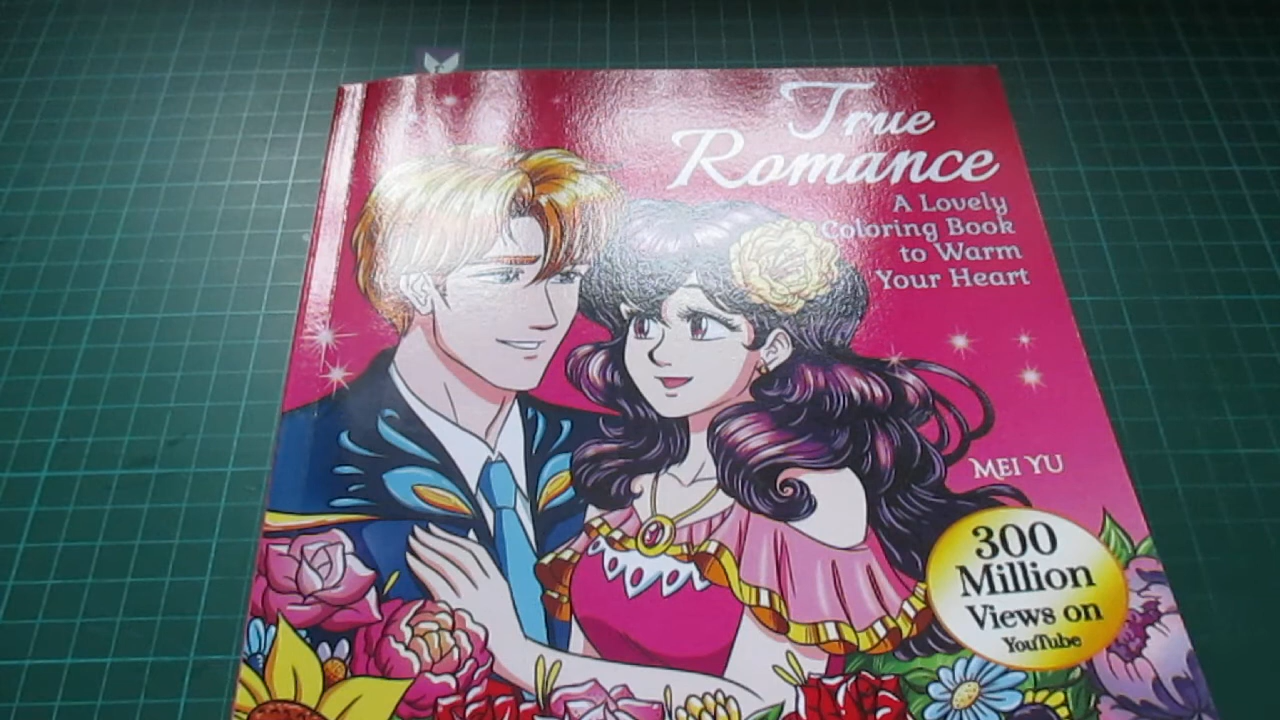 True
Romance
A Lovely
Coloring Book
to Warm
Your Heart
MEI YU
300
Million
Views on
YouTube